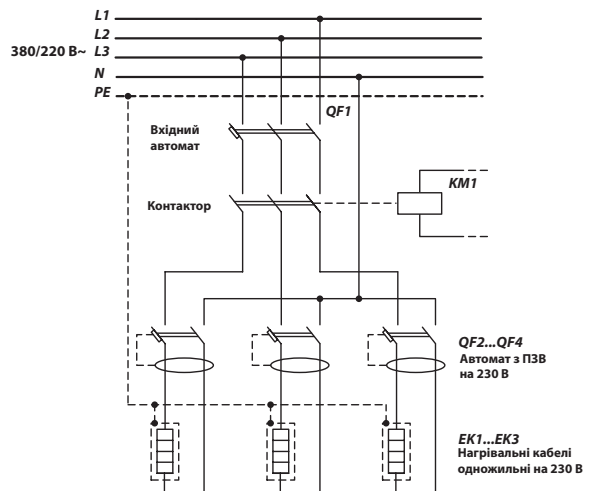 L1
L2
380/220 В~ L3
N
PE
QF1
Вхідний
автомат
KM1
Контактор
QF2...QF4
Автомат з ПЗВ
на 230 В
EK1...EK3
Нагрівальні кабелі
одножильні на 230 В